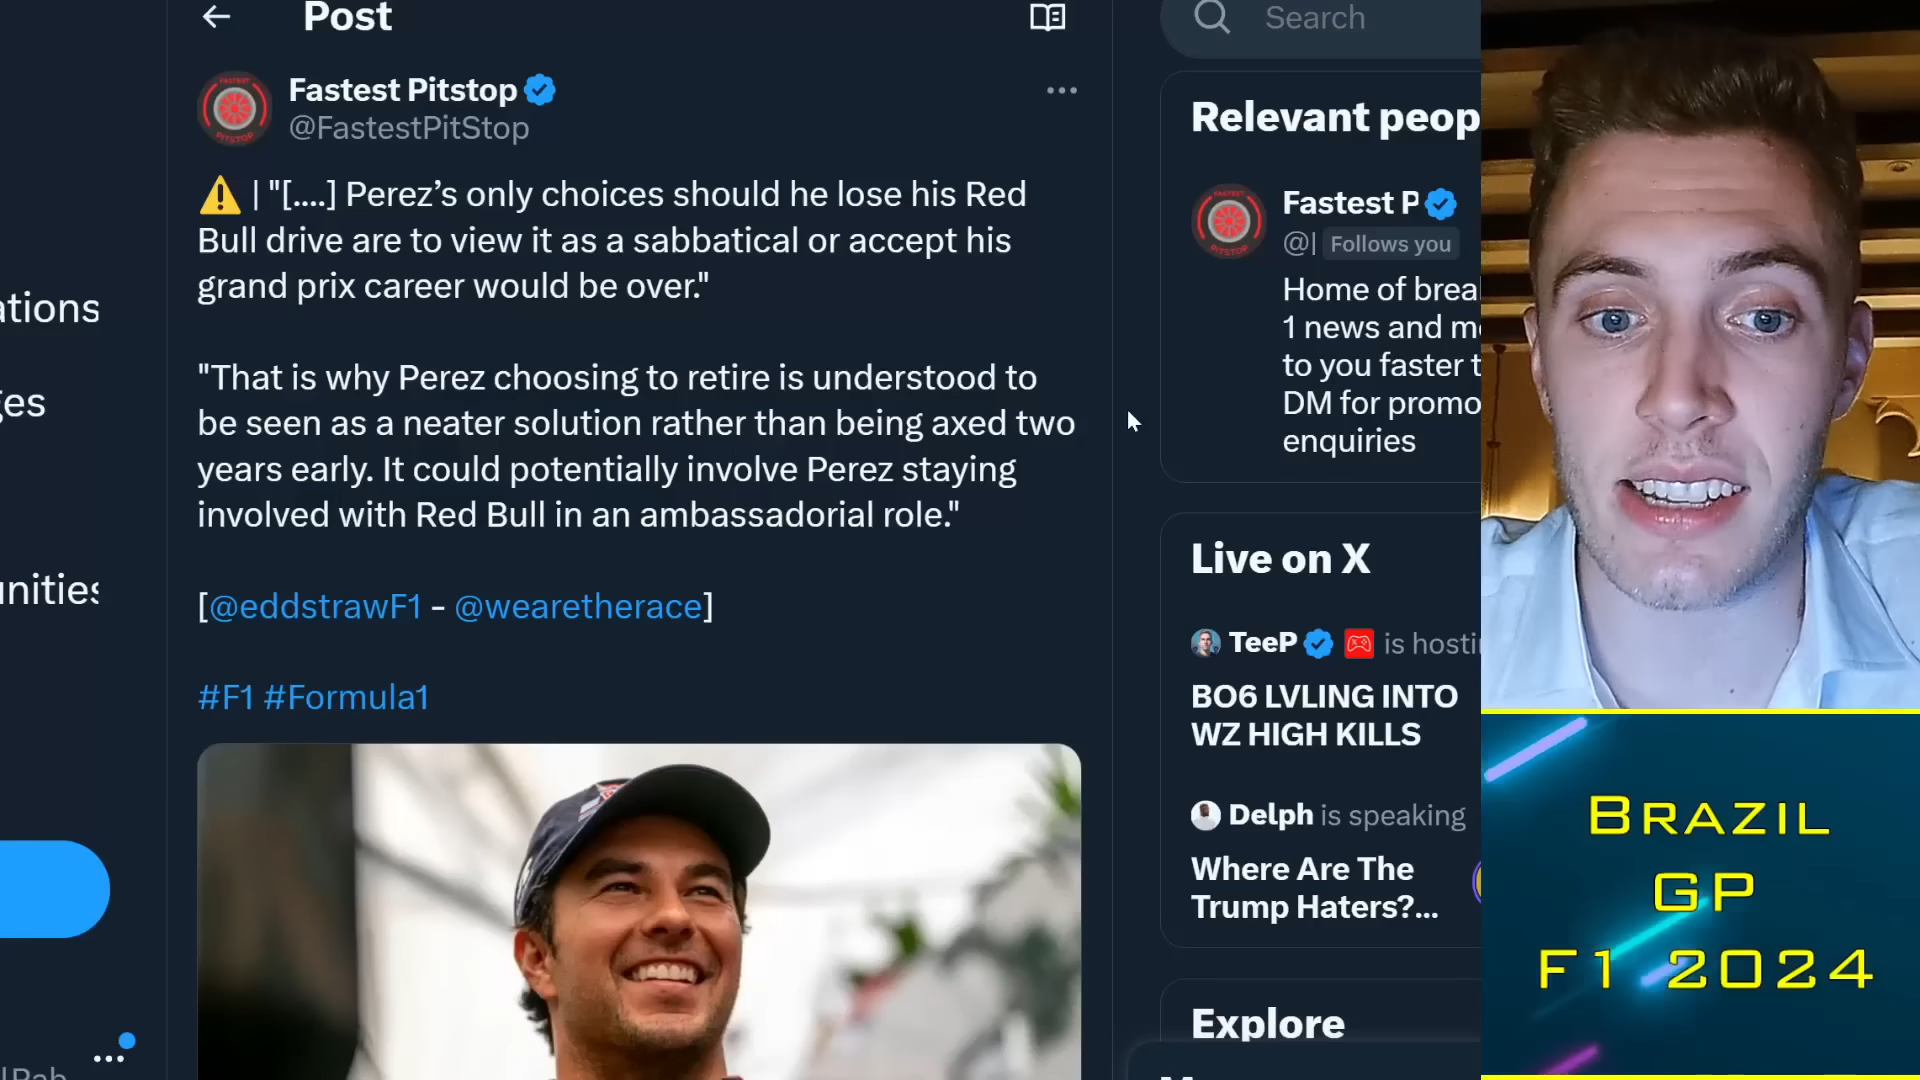 Post
Fastest Pitstop
@FastestPitStop
⚠️ | "[....] Perez’s only choices should he lose his Red
Bull drive are to view it as a sabbatical or accept his
grand prix career would be over."
"That is why Perez choosing to retire is understood to
be seen as a neater solution rather than being axed two
years early. It could potentially involve Perez staying
involved with Red Bull in an ambassadorial role."
[@eddstrawF1 - @wearetherace]
#F1 #Formula1
ations
ges
unities
Search
Relevant peop
Fastest P
@| Follows you
Home of brea
1 news and m
to you faster t
DM for promo
enquiries
Live on X
TeeP is hosti
BO6 LVLING INTO
WZ HIGH KILLS
Delph is speaking
Where Are The
Trump Haters?...
Explore
BRAZIL
GP
F1 2024